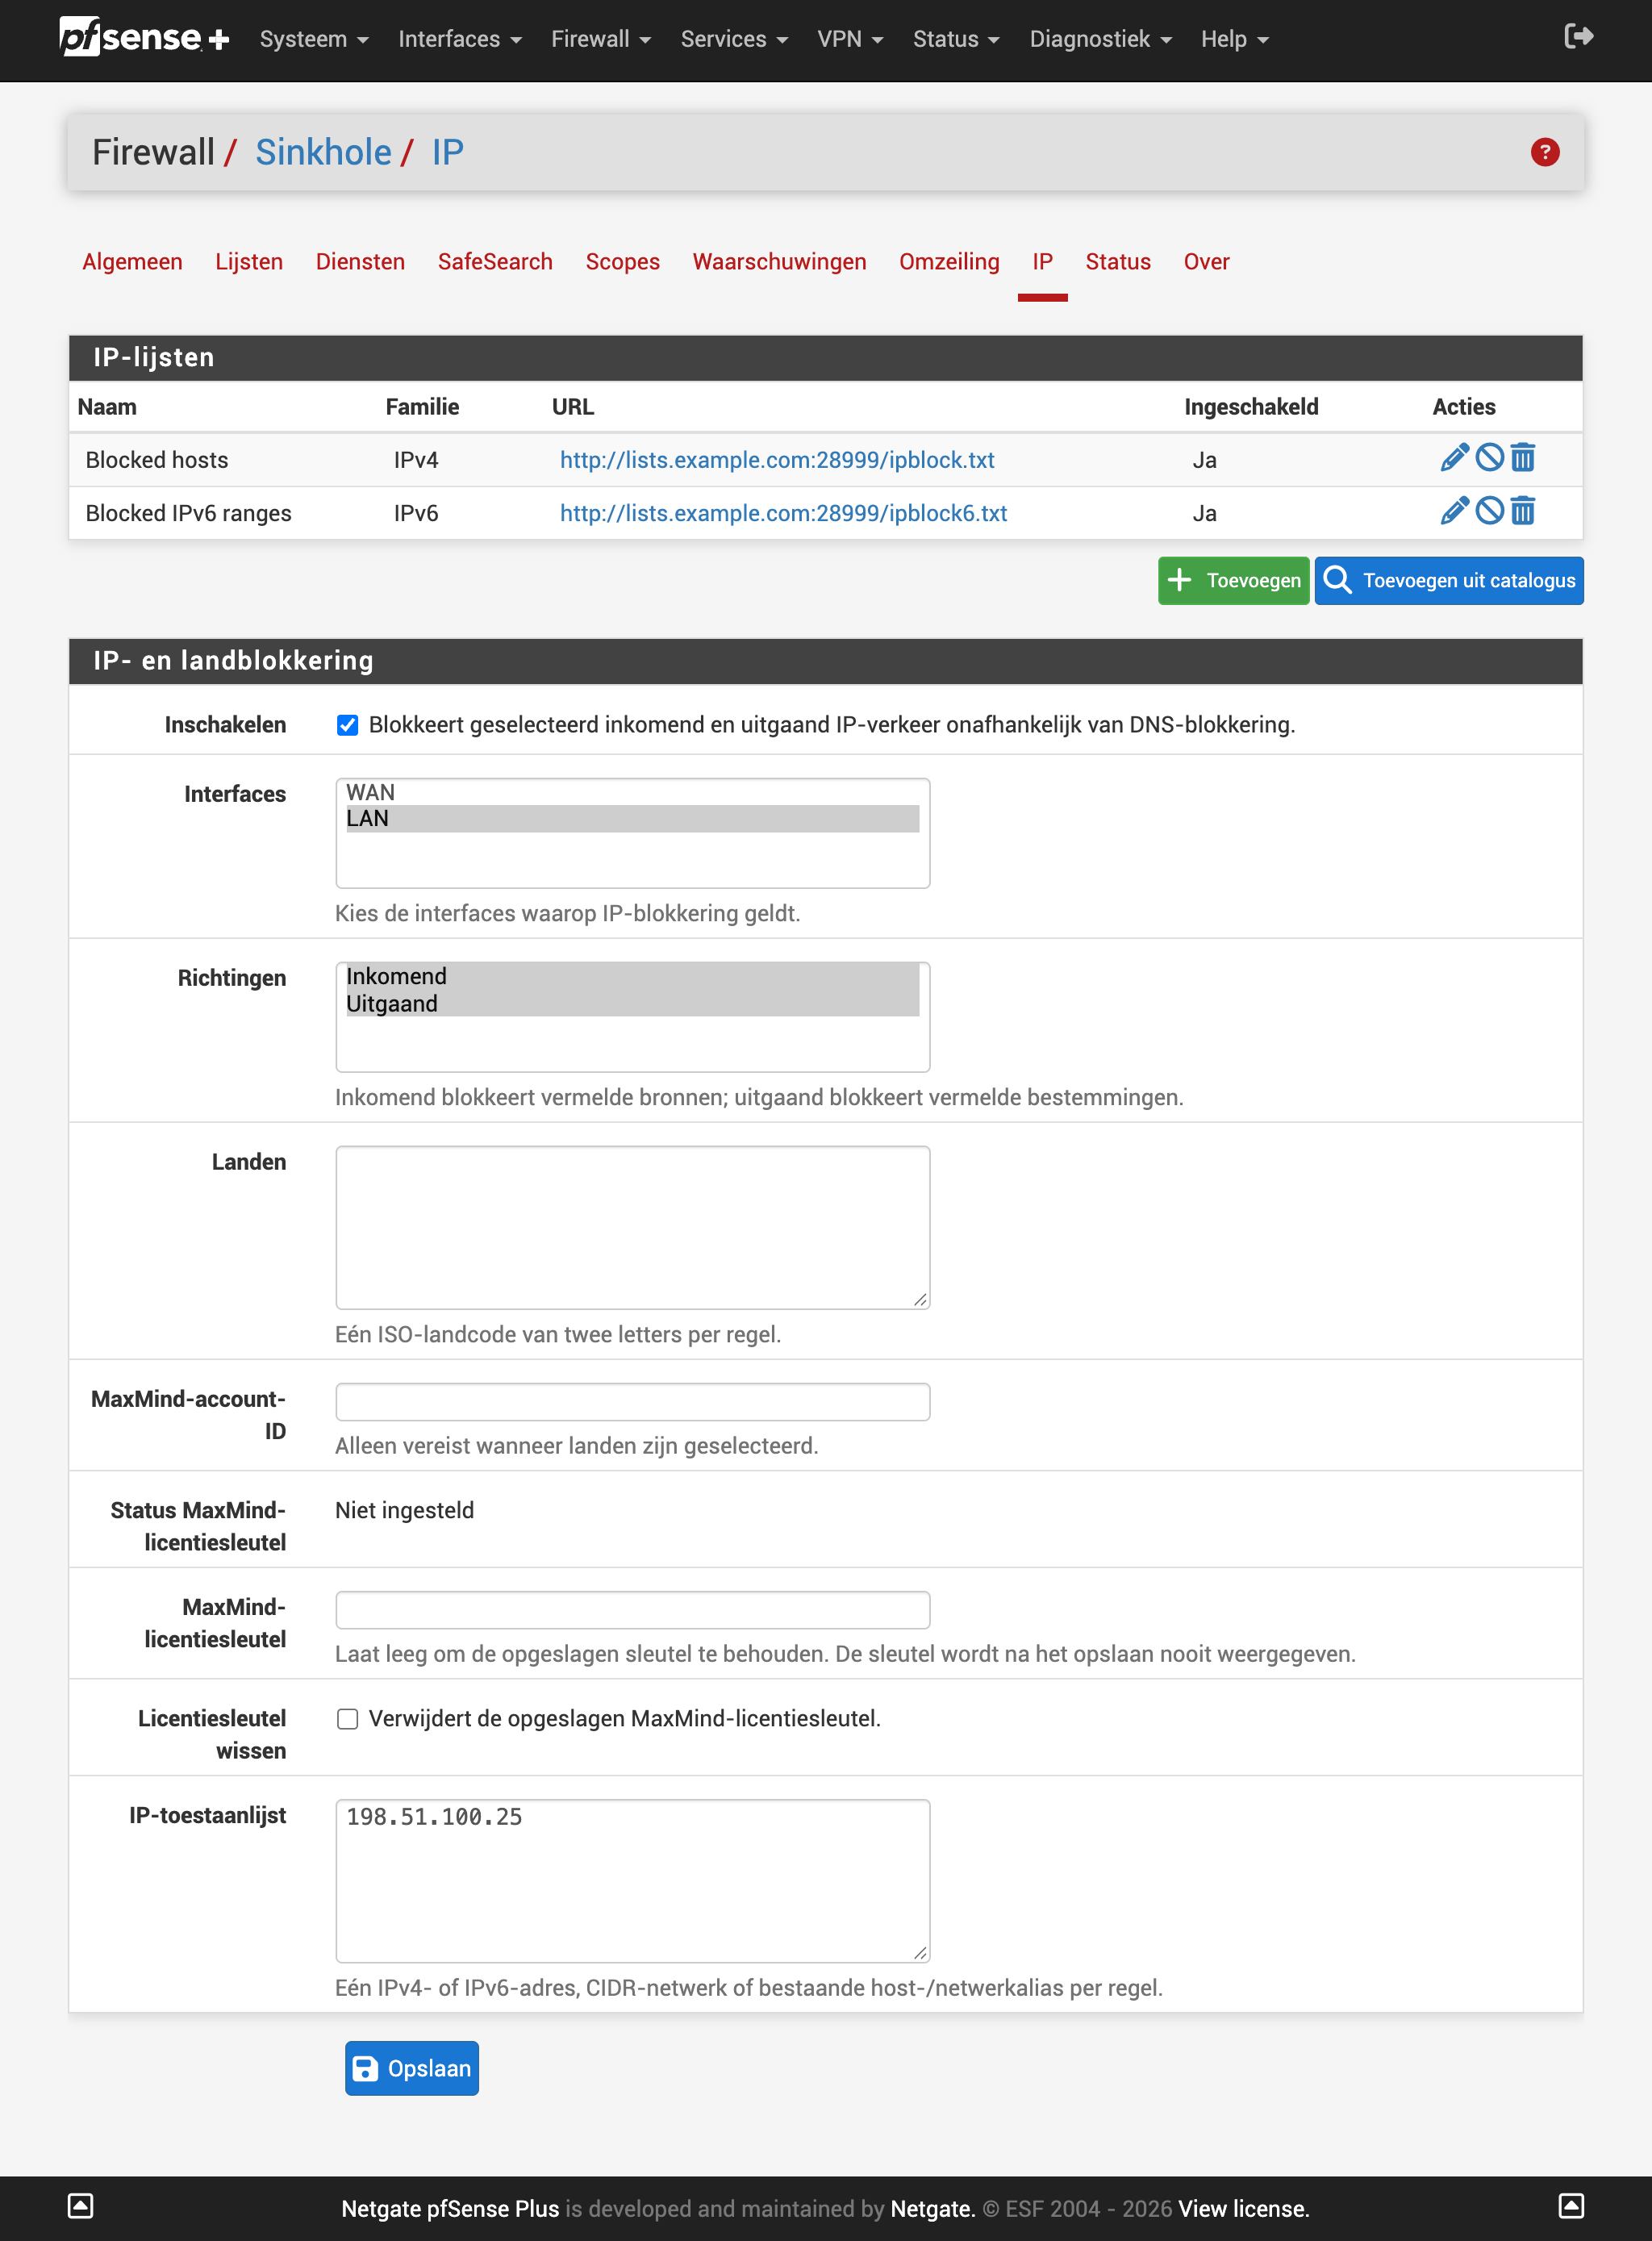 pfsense+ Systeem Interfaces Firewall Services VPN Status Diagnostiek Help
Firewall / Sinkhole / IP
Algemeen Lijsten Diensten SafeSearch Scopes Waarschuwingen Omzeiling IP Status Over
IP-lijsten
Naam Familie URL Ingeschakeld Acties
Blocked hosts IPv4 http://lists.example.com:28999/ipblock.txt Ja
Blocked IPv6 ranges IPv6 http://lists.example.com:28999/ipblock6.txt Ja
Toevoegen Toevoegen uit catalogus
IP- en landblokkering
Inschakelen Blokkeert geselecteerd inkomend en uitgaand IP-verkeer onafhankelijk van DNS-blokkering.
Interfaces WAN
LAN
Kies de interfaces waarop IP-blokkering geldt.
Richtingen Inkomend
Uitgaand
Inkomend blokkeert vermelde bronnen; uitgaand blokkeert vermelde bestemmingen.
Landen
Eén ISO-landcode van twee letters per regel.
MaxMind-account-
ID
Alleen vereist wanneer landen zijn geselecteerd.
Status MaxMind- Niet ingesteld
licentiesleutel
MaxMind-
licentiesleutel
Laat leeg om de opgeslagen sleutel te behouden. De sleutel wordt na het opslaan nooit weergegeven.
Licentiesleutel Verwijdert de opgeslagen MaxMind-licentiesleutel.
wissen
IP-toestaanlijst 198.51.100.25
Eén IPv4- of IPv6-adres, CIDR-netwerk of bestaande host-/netwerkalias per regel.
Opslaan
Netgate pfSense Plus is developed and maintained by Netgate. © ESF 2004 - 2026 View license.